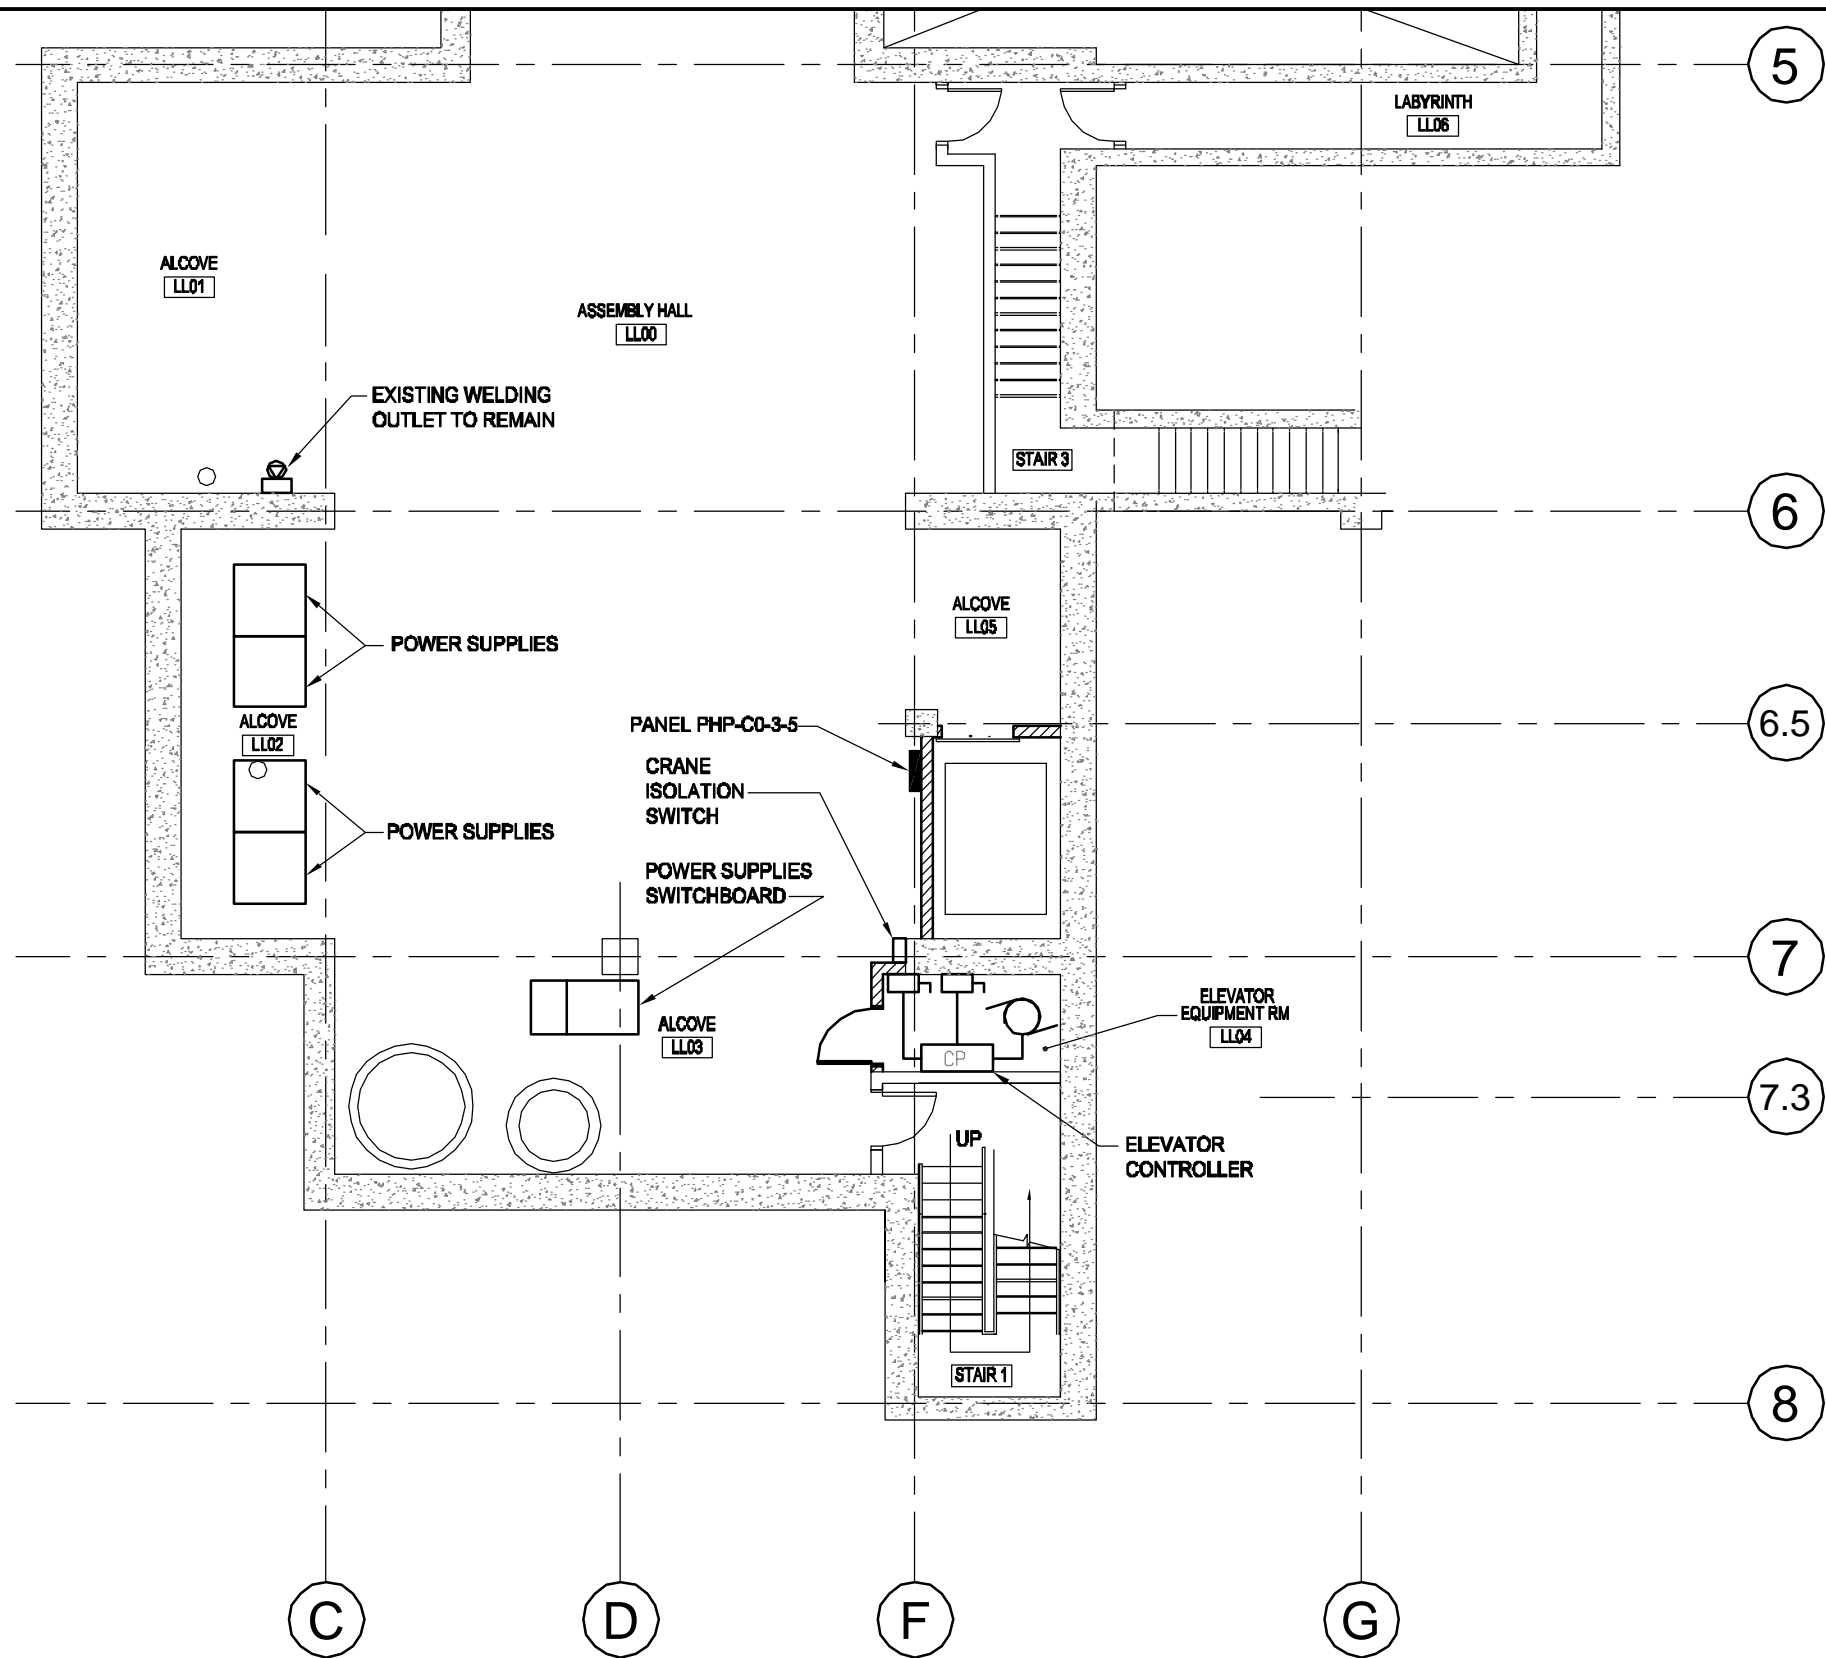 5
LABYRINTH
LL06
ALCOVE
LL01
ASSEMBLY HALL
LL00
EXISTING WELDING
OUTLET TO REMAIN
STAIR 3
6
ALCOVE
LL05
POWER SUPPLIES
ALCOVE
LL02
PANEL PHP-C0-3-5
6.5
CRANE
ISOLATION
SWITCH
POWER SUPPLIES
POWER SUPPLIES
SWITCHBOARD
7
ELEVATOR
EQUIPMENT RM
LL04
ALCOVE
LL03
CP
7.3
UP
ELEVATOR
CONTROLLER
STAIR 1
8
C
D
F
G